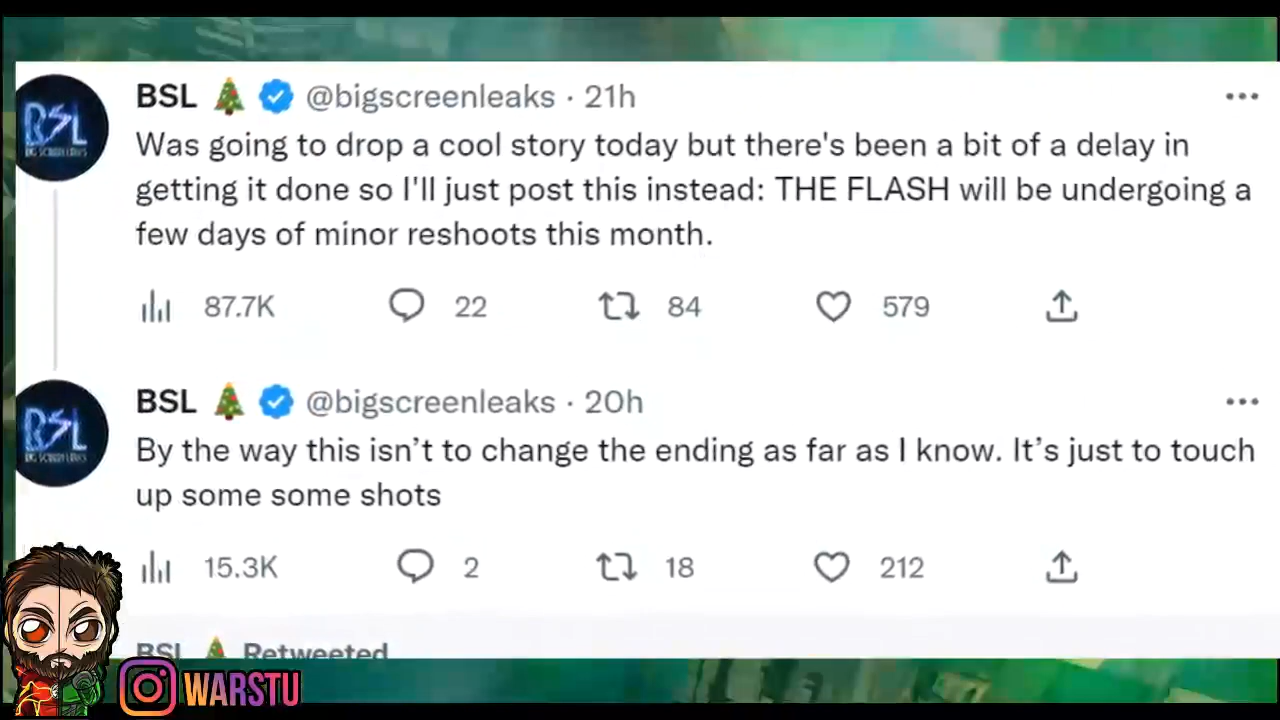 BSL 🎄 @bigscreenleaks · 21h
Was going to drop a cool story today but there's been a bit of a delay in
getting it done so I'll just post this instead: THE FLASH will be undergoing a
few days of minor reshoots this month.
87.7K 22 84 579
BSL 🎄 @bigscreenleaks · 20h
By the way this isn’t to change the ending as far as I know. It’s just to touch
up some some shots
15.3K 2 18 212
BSL 🎄 Retweeted
WARSTU